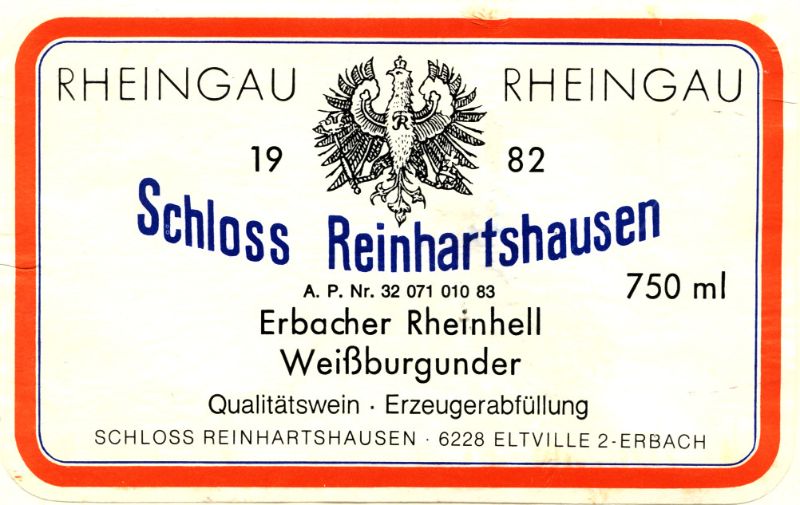 RHEINGAU RHEINGAU
R
19 82
Schloss Reinhartshausen
750 ml
A. P. Nr. 32 071 010 83
Erbacher Rheinhell
Weißburgunder
Qualitätswein · Erzeugerabfüllung
SCHLOSS REINHARTSHAUSEN · 6228 ELTVILLE 2-ERBACH